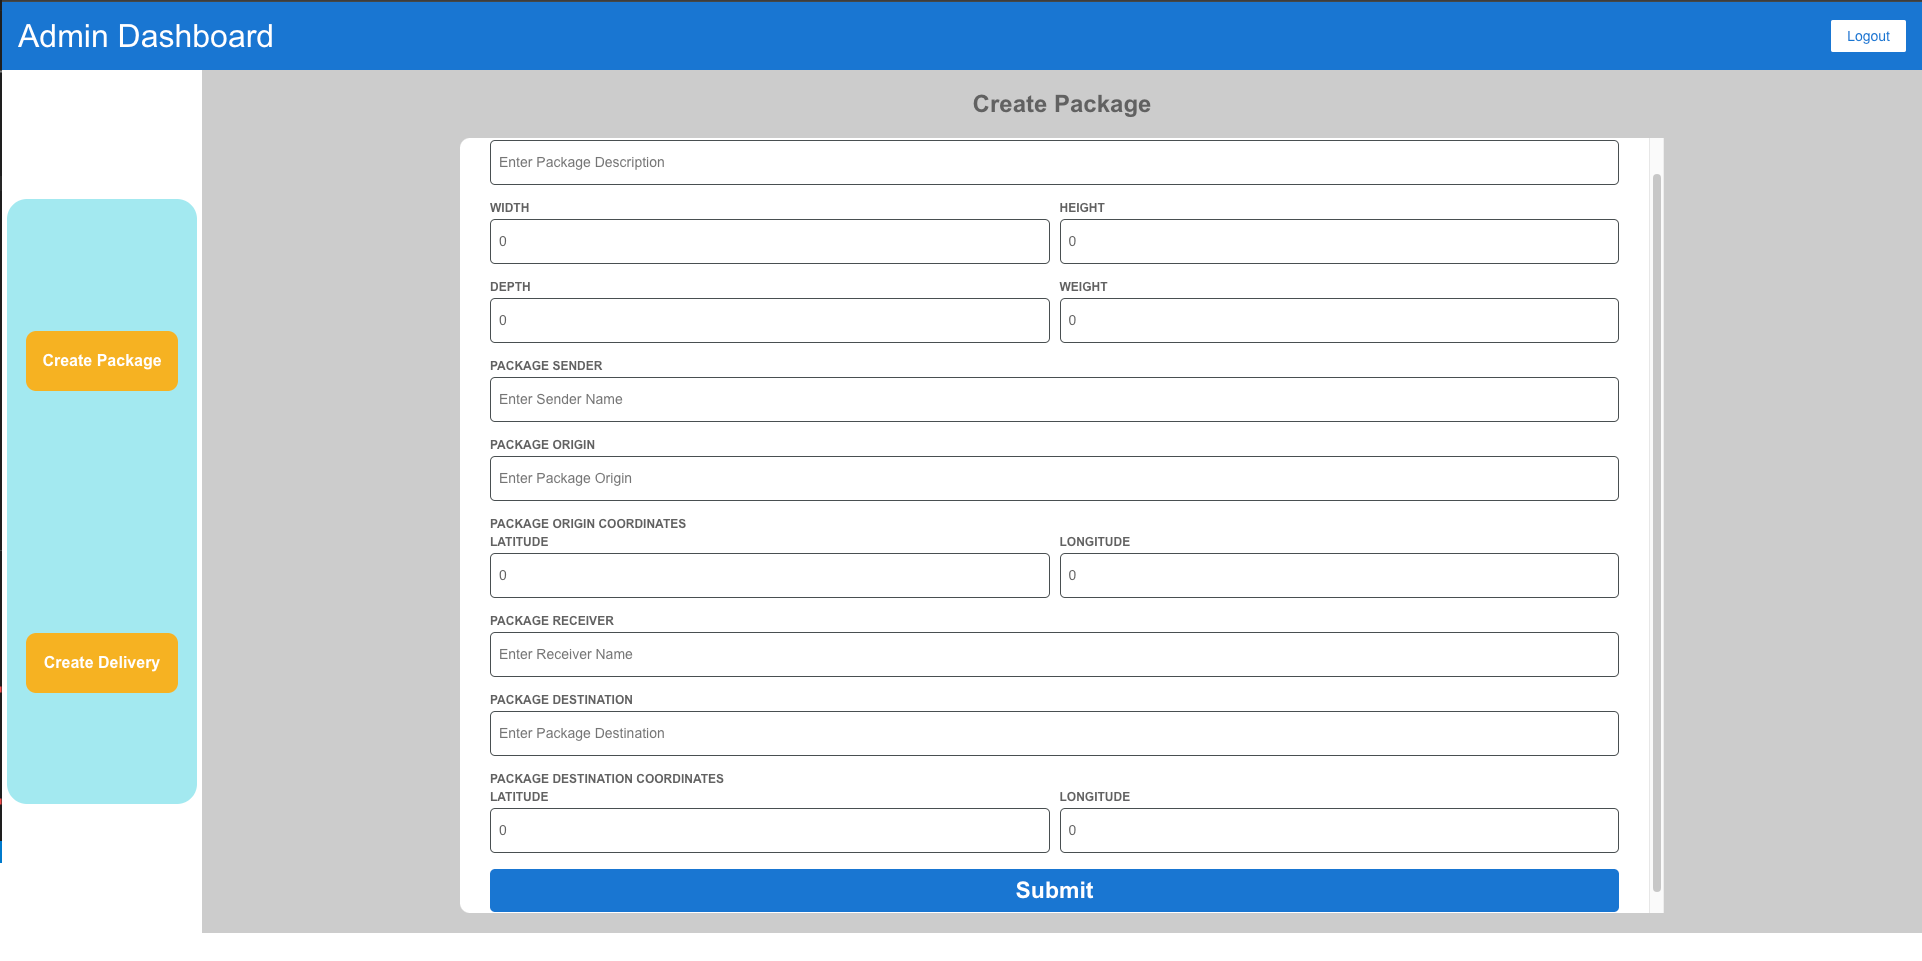 Admin Dashboard
Logout
Create Package
Create Delivery
Create Package
Enter Package Description
WIDTH
HEIGHT
0
0
DEPTH
WEIGHT
0
0
PACKAGE SENDER
Enter Sender Name
PACKAGE ORIGIN
Enter Package Origin
PACKAGE ORIGIN COORDINATES
LATITUDE
LONGITUDE
0
0
PACKAGE RECEIVER
Enter Receiver Name
PACKAGE DESTINATION
Enter Package Destination
PACKAGE DESTINATION COORDINATES
LATITUDE
LONGITUDE
0
0
Submit